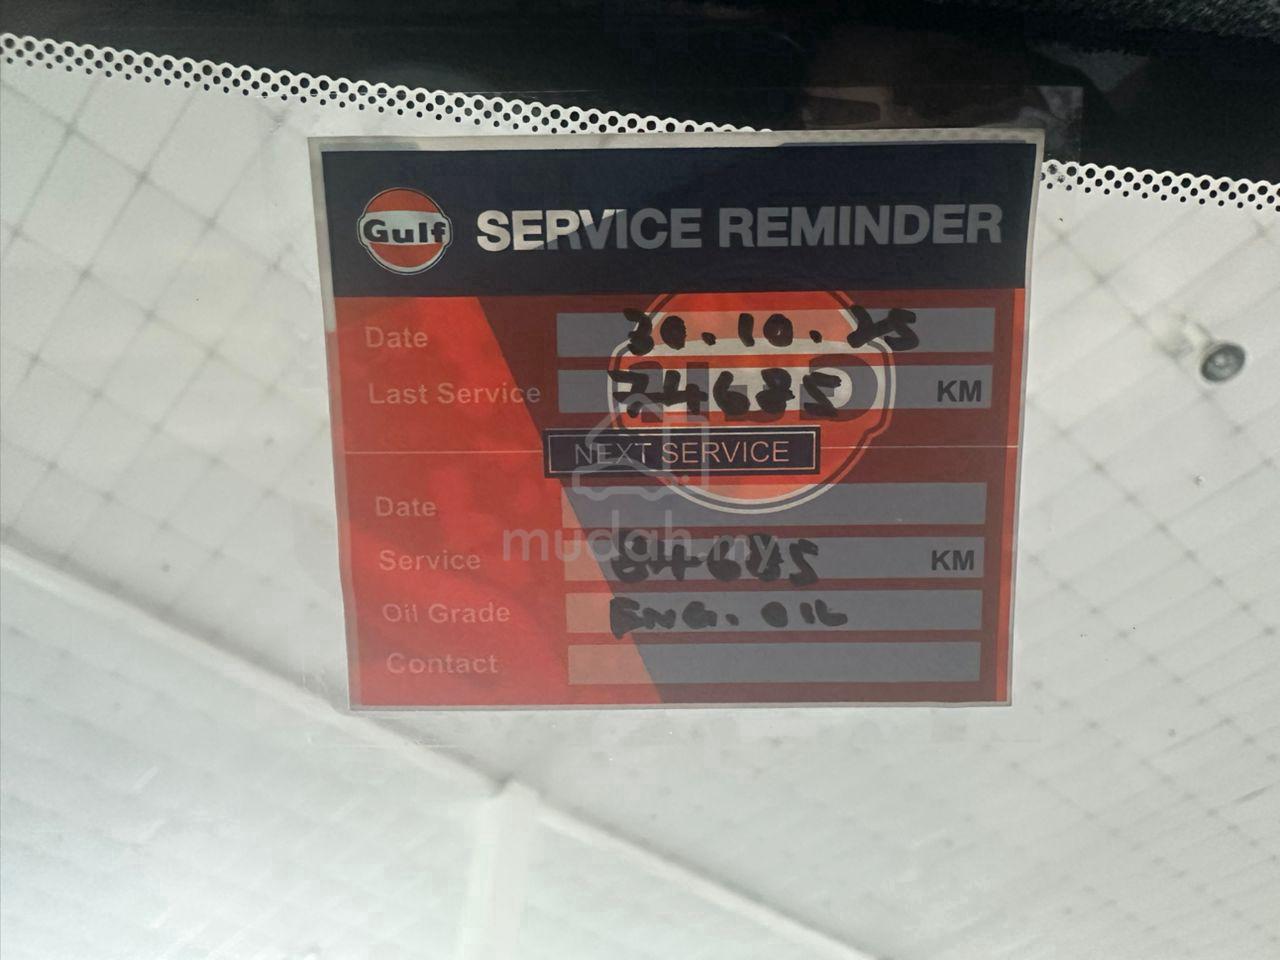 Gulf SERVICE REMINDER
Date 30.10.25
Last Service 74685 KM
NEXT SERVICE
Date
mudah.my
Service 84685 KM
Oil Grade ENG. OIL
Contact